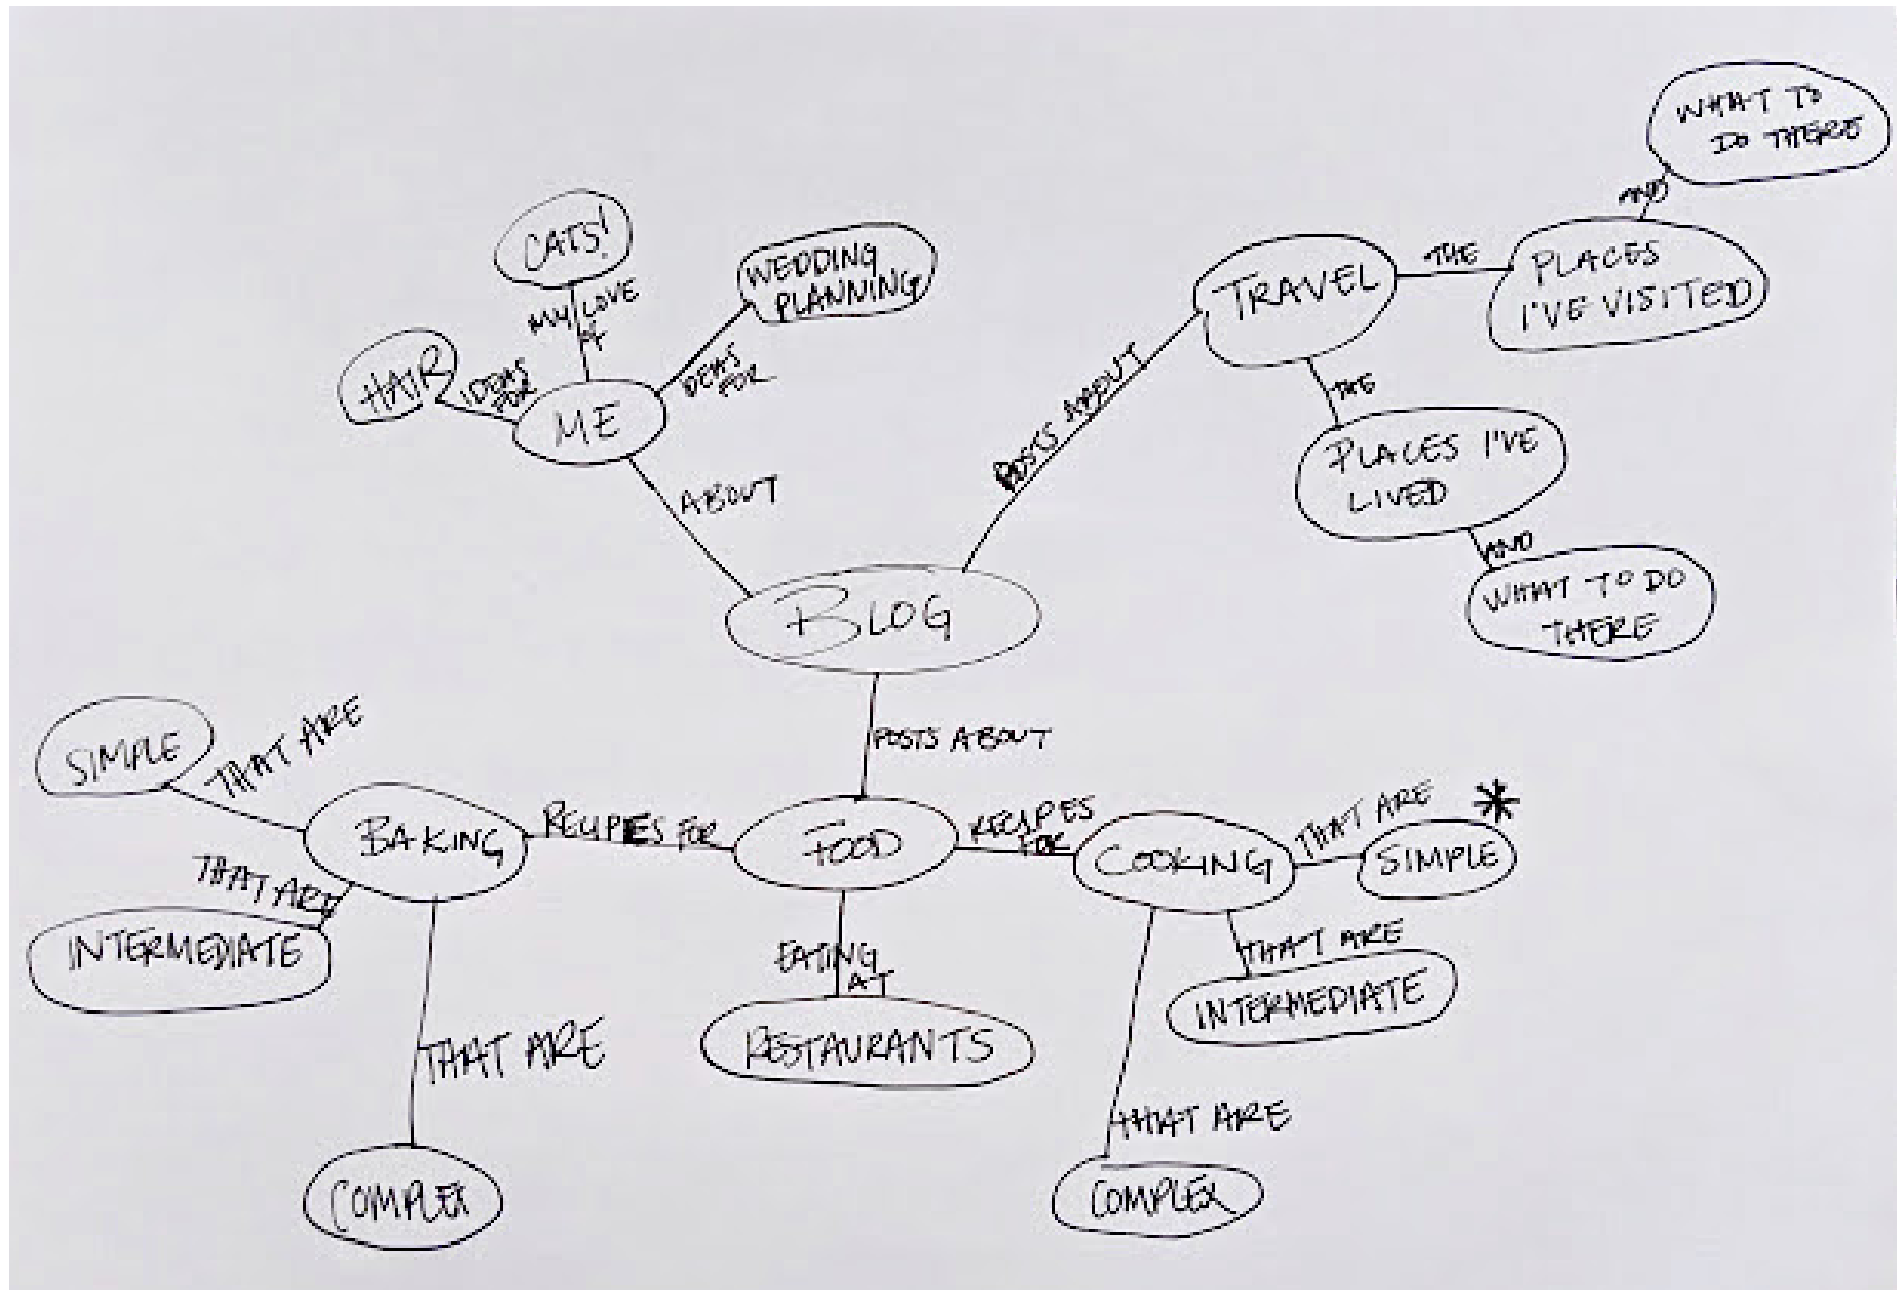 WHAT TO
DO THERE
AND
CATS!
MY LOVE
OF
WEDDING
PLANNING
IDEAS
FOR
HAIR
IDEAS
FOR
ME
ABOUT
TRAVEL
THE
PLACES
I'VE VISITED
POSTS ABOUT
THE
PLACES I'VE
LIVED
AND
WHAT TO DO
THERE
BLOG
POSTS ABOUT
SIMPLE
THAT ARE
BAKING
RECIPIES FOR
FOOD
RECIPES
FOR
COOKING
THAT ARE
*
SIMPLE
THAT ARE
INTERMEDIATE
THAT ARE
COMPLEX
EATING
AT
RESTAURANTS
THAT ARE
INTERMEDIATE
THAT ARE
COMPLEX